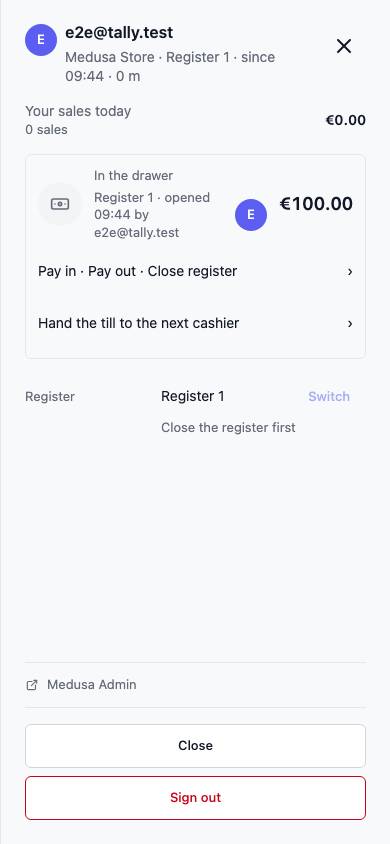 E
e2e@tally.test
Medusa Store · Register 1 · since
09:44 · 0 m
Your sales today
0 sales
€0.00
In the drawer
Register 1 · opened
09:44 by
e2e@tally.test
E
€100.00
Pay in · Pay out · Close register ›
Hand the till to the next cashier ›
Register
Register 1
Switch
Close the register first
Medusa Admin
Close
Sign out